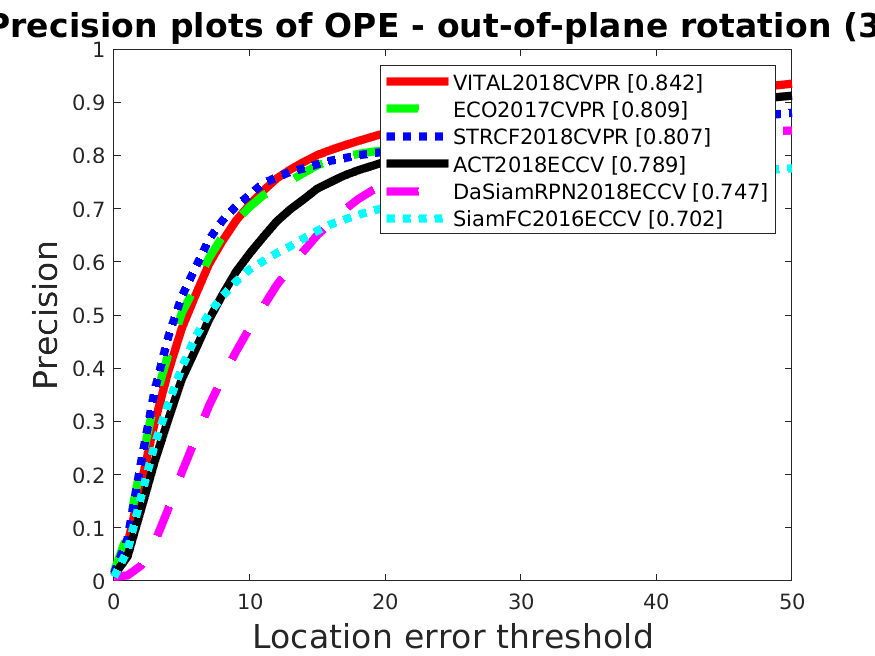 Precision plots of OPE - out-of-plane rotation (3
1
0.9
0.8
0.7
0.6
0.5
0.4
0.3
0.2
0.1
0
Precision
VITAL2018CVPR [0.842]
ECO2017CVPR [0.809]
STRCF2018CVPR [0.807]
ACT2018ECCV [0.789]
DaSiamRPN2018ECCV [0.747]
SiamFC2016ECCV [0.702]
0 10 20 30 40 50
Location error threshold